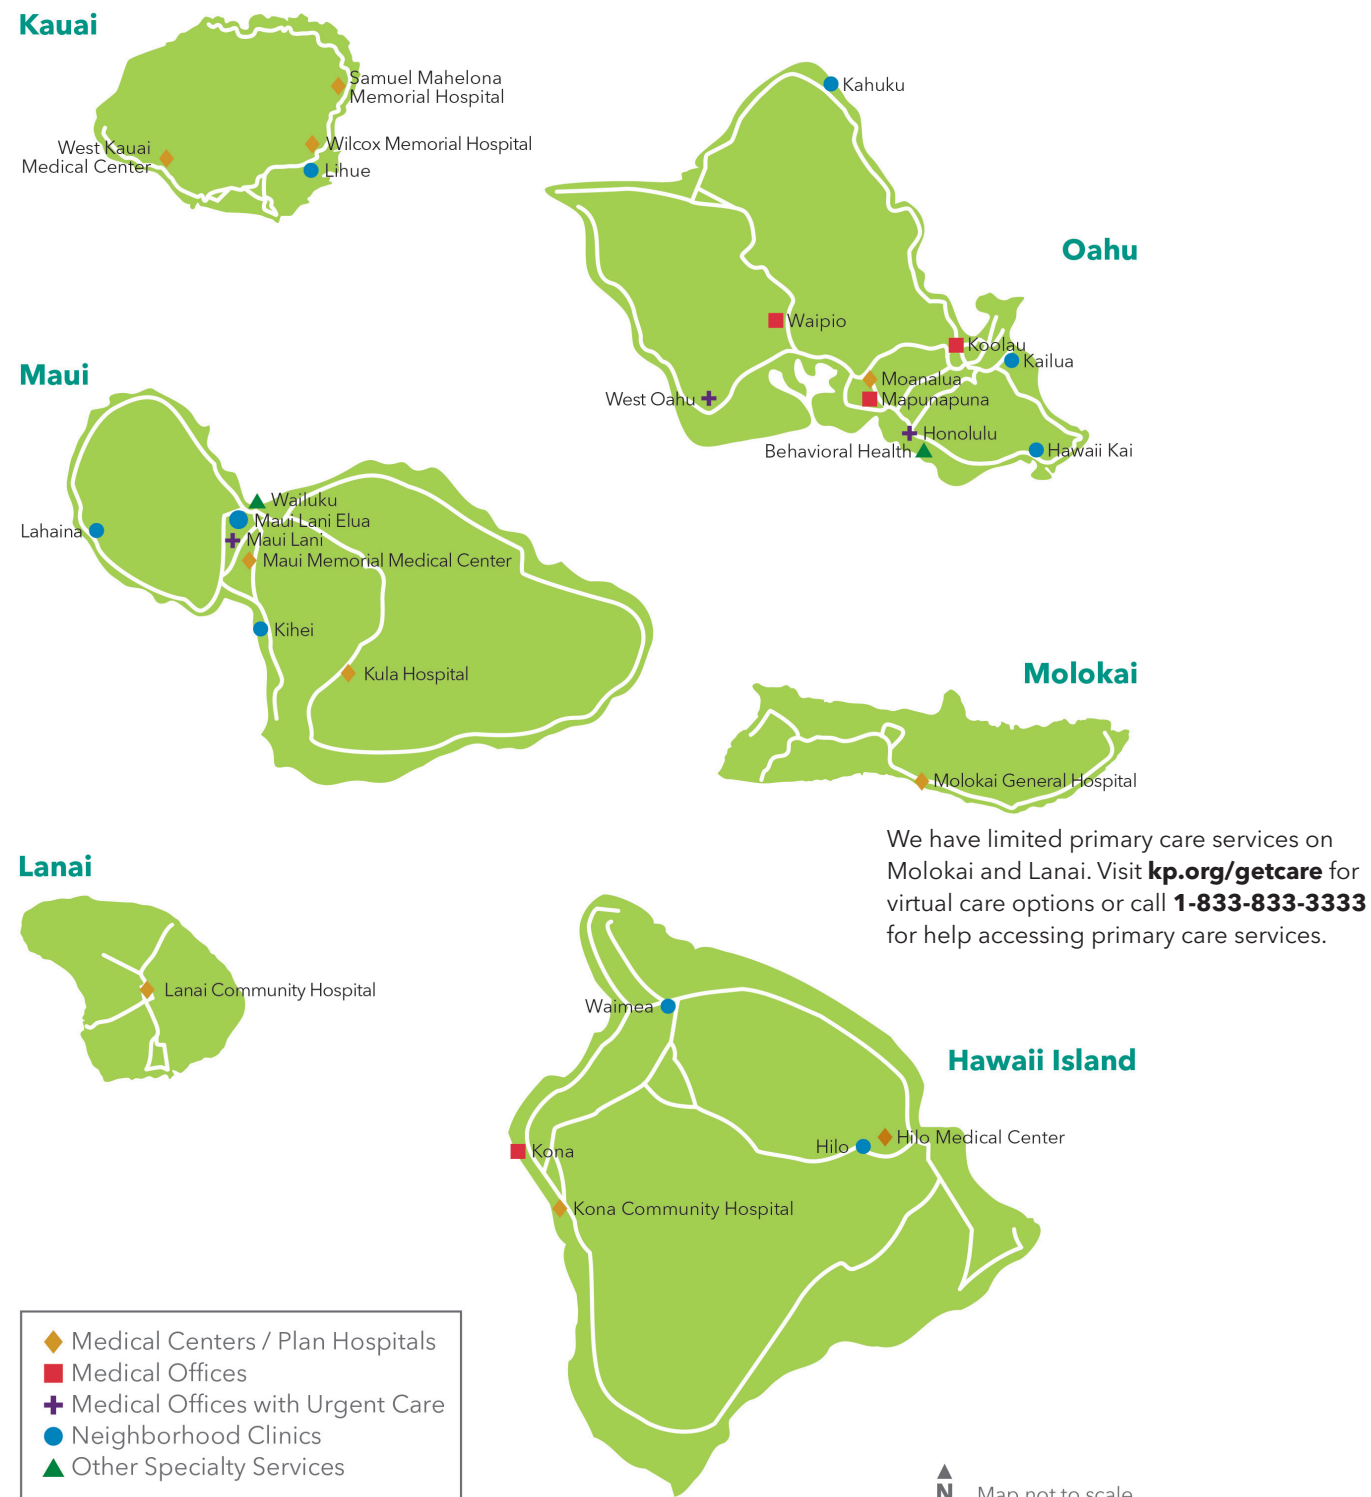 Kauai
Samuel Mahelona
Memorial Hospital
West Kauai
Medical Center
Wilcox Memorial Hospital
Lihue
Kahuku
Oahu
Waipio
Koolau
Kailua
Moanalua
West Oahu
Mapunapuna
Honolulu
Behavioral Health
Hawaii Kai
Maui
Wailuku
Maui Lani Elua
Lahaina
Maui Lani
Maui Memorial Medical Center
Kihei
Kula Hospital
Molokai
Molokai General Hospital
We have limited primary care services on
Molokai and Lanai. Visit kp.org/getcare for
virtual care options or call 1-833-833-3333
for help accessing primary care services.
Lanai
Lanai Community Hospital
Waimea
Hawaii Island
Hilo Medical Center
Hilo
Kona
Kona Community Hospital
Medical Centers / Plan Hospitals
Medical Offices
Medical Offices with Urgent Care
Neighborhood Clinics
Other Specialty Services
N
Map not to scale